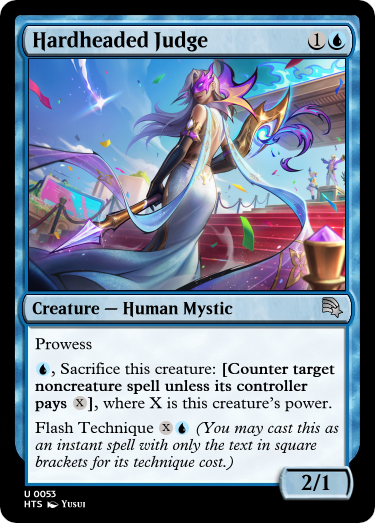 Hardheaded Judge 1U
Creature — Human Mystic
Prowess
U, Sacrifice this creature: [Counter target
noncreature spell unless its controller
pays X], where X is this creature's power.
Flash Technique X U (You may cast this as
an instant spell with only the text in square
brackets for its technique cost.)
2/1
U 0053
HTS Yusui